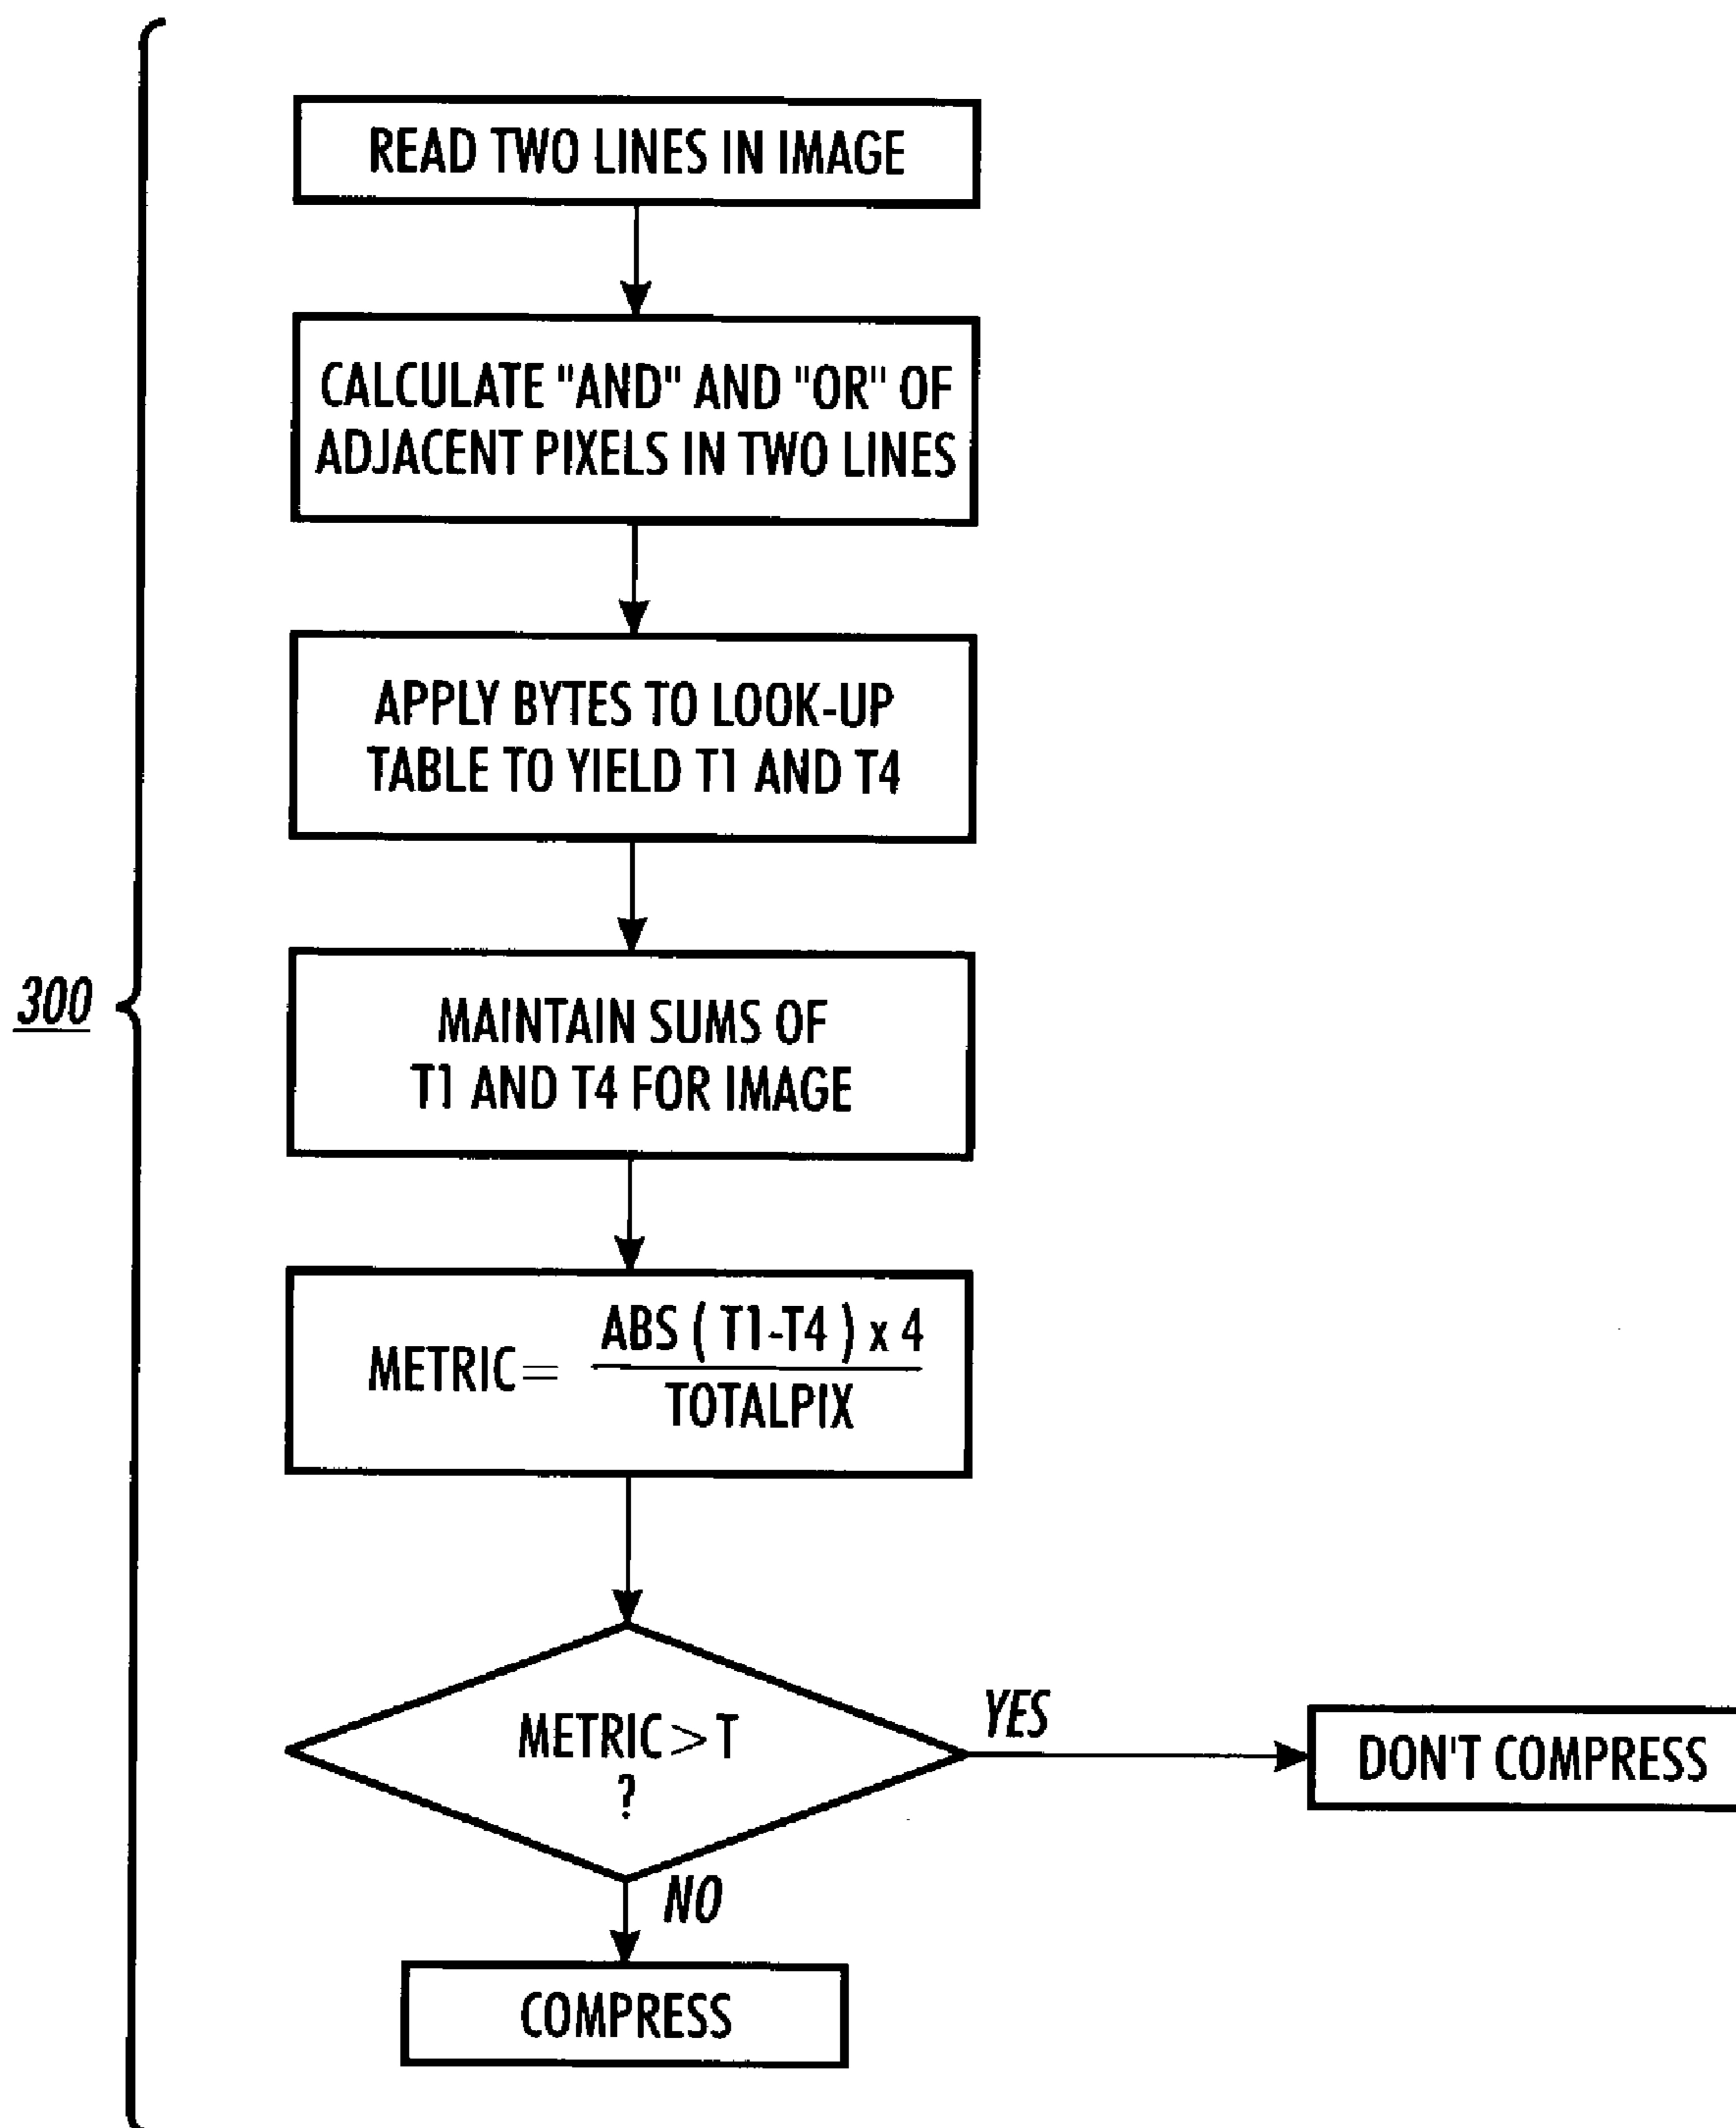 READ TWO LINES IN IMAGE
CALCULATE "AND" AND "OR" OF
ADJACENT PIXELS IN TWO LINES
APPLY BYTES TO LOOK-UP
TABLE TO YIELD T1 AND T4
MAINTAIN SUMS OF
T1 AND T4 FOR IMAGE
300
METRIC = ABS ( T1-T4 ) x 4
TOTALPIX
METRIC > T
?
YES
DON'T COMPRESS
NO
COMPRESS